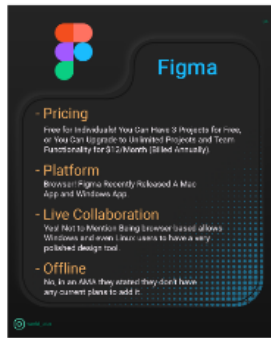 Figma
- Pricing
Free for Individuals! You Can Have 3 Projects for Free,
or You Can Upgrade to Unlimited Projects and Team
Functionality for $12/Month (Billed Annually).
- Platform
Browser! Figma Recently Released A Mac
App and Windows App.
- Live Collaboration
Yes! Not to Mention Being browser-based allows
Windows and even Linux users to have a very
polished design tool.
- Offline
No, in an AMA they stated they don't have
any current plans to add it.